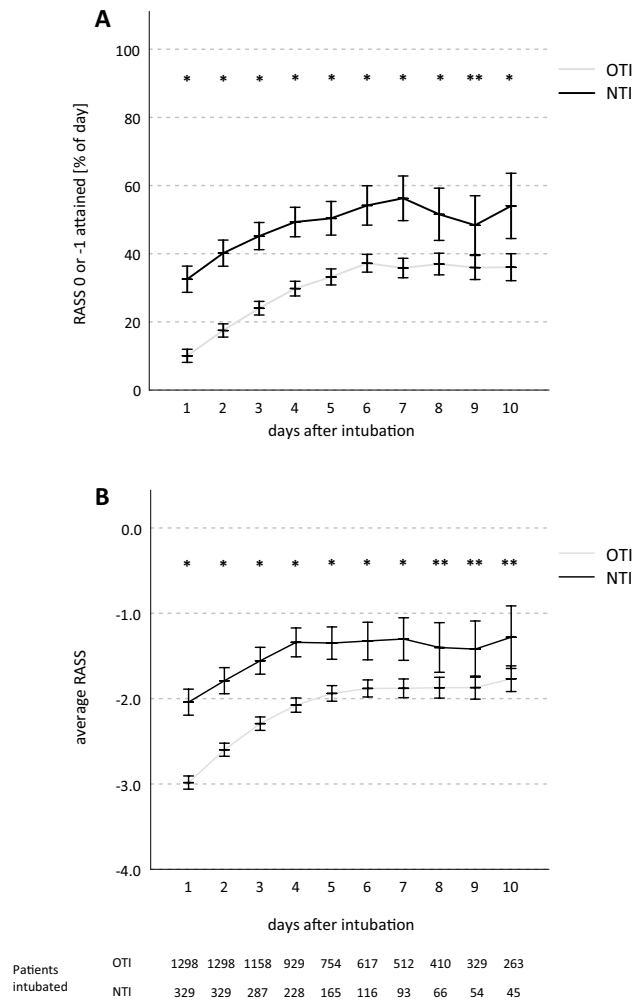 A
100
* * * * * * * * ** *
OTI
NTI
80
60
40
20
0
RASS 0 or -1 attained [% of day]
1 2 3 4 5 6 7 8 9 10
days after intubation
B
0.0
* * * * * * * ** ** **
OTI
NTI
-1.0
-2.0
-3.0
-4.0
average RASS
1 2 3 4 5 6 7 8 9 10
days after intubation
Patients intubated
OTI 1298 1298 1158 929 754 617 512 410 329 263
NTI 329 329 287 228 165 116 93 66 54 45